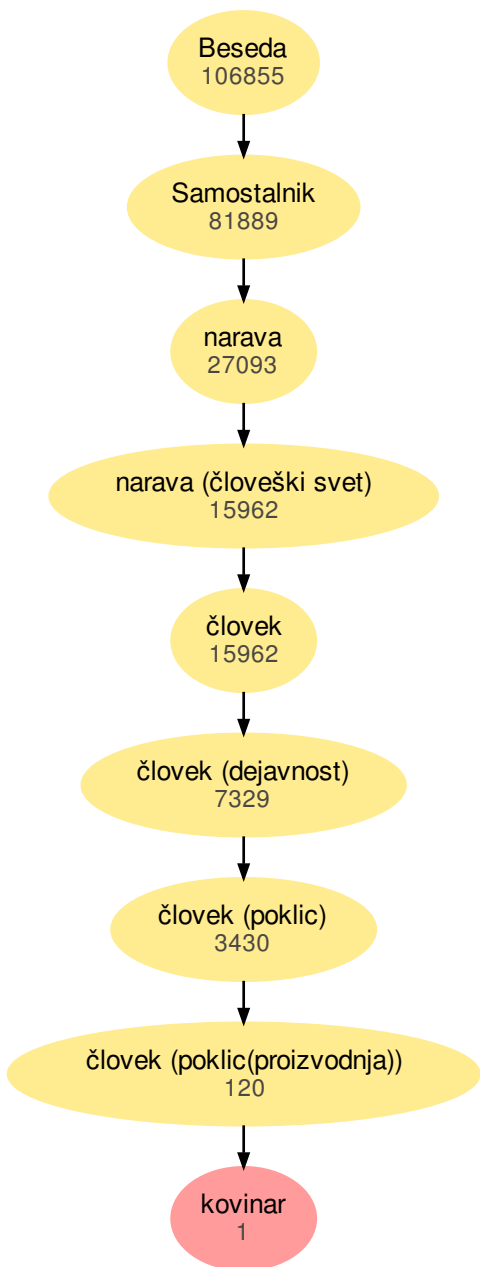 Beseda
106855
Samostalnik
81889
narava
27093
narava (človeški svet)
15962
človek
15962
človek (dejavnost)
7329
človek (poklic)
3430
človek (poklic(proizvodnja))
120
kovinar
1